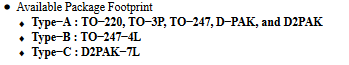 ● Available Package Footprint
♦ Type−A : TO−220, TO−3P, TO−247, D−PAK, and D2PAK
♦ Type−B : TO−247−4L
♦ Type−C : D2PAK−7L